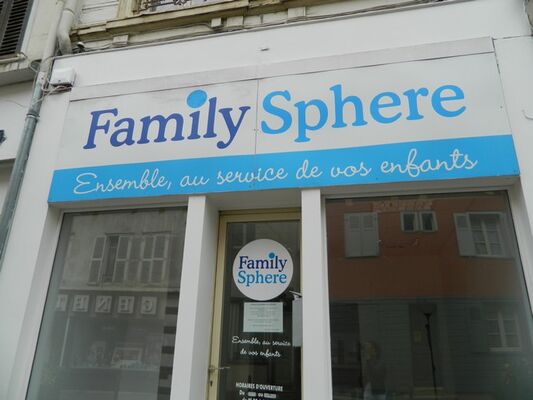 Family Sphere
Ensemble, au service de vos enfants
Family
Sphere
Ensemble, au service
de vos enfants
HORAIRES D'OUVERTURE